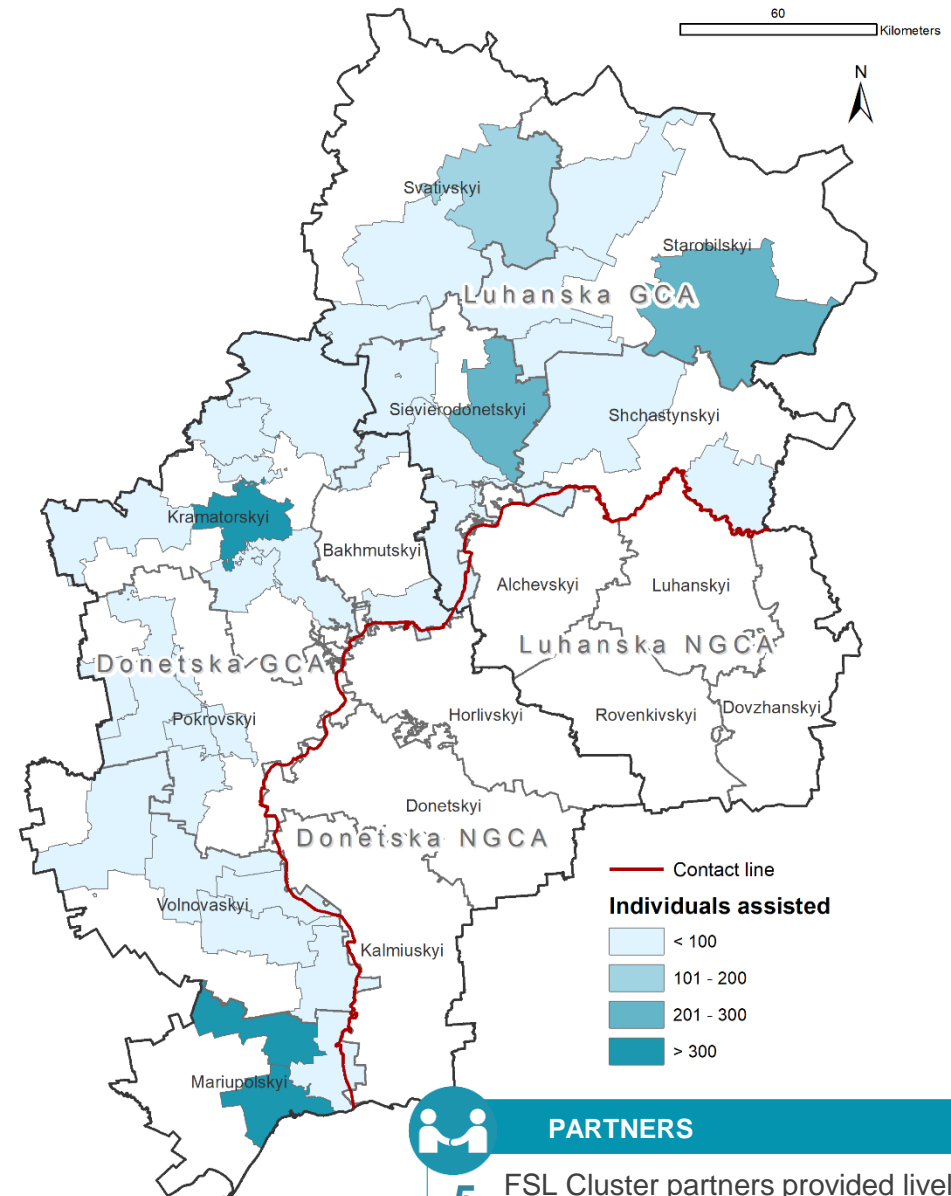 60
Kilometers
N
Svativskyi
Starobilskyi
Luhanska GCA
Sievierodonetskyi
Shchastynskyi
Kramatorskyi
Bakhmutskyi
Alchevskyi
Luhanskyi
Luhanska NGCA
Donetska GCA
Pokrovskyi
Horlivskyi
Rovenkivskyi
Dovzhanskyi
Donetskyi
Donetska NGCA
Contact line
Individuals assisted
Volnovaskyi
< 100
Kalmiuskyi
101 - 200
201 - 300
> 300
Mariupolskyi
PARTNERS
5 FSL Cluster partners provided livel